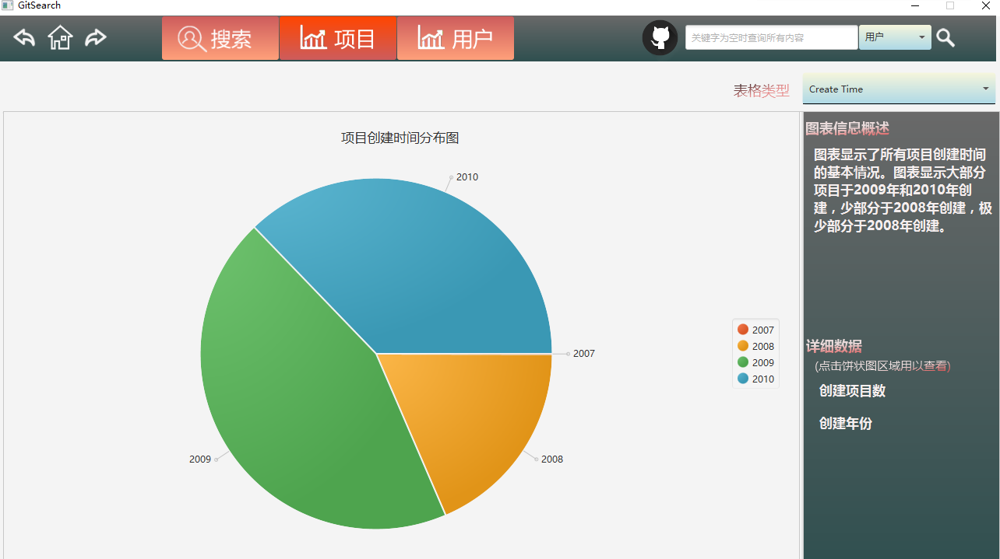 GitSearch
搜索
项目
用户
关键字为空时查询所有内容
用户
表格类型
Create Time
项目创建时间分布图
2010
2007
2008
2009
2007
2008
2009
2010
图表信息概述
图表显示了所有项目创建时间
的基本情况。图表显示大部分
项目于2009年和2010年创
建，少部分于2008年创建，极
少部分于2008年创建。
详细数据
(点击饼状图区域用以查看)
创建项目数
创建年份